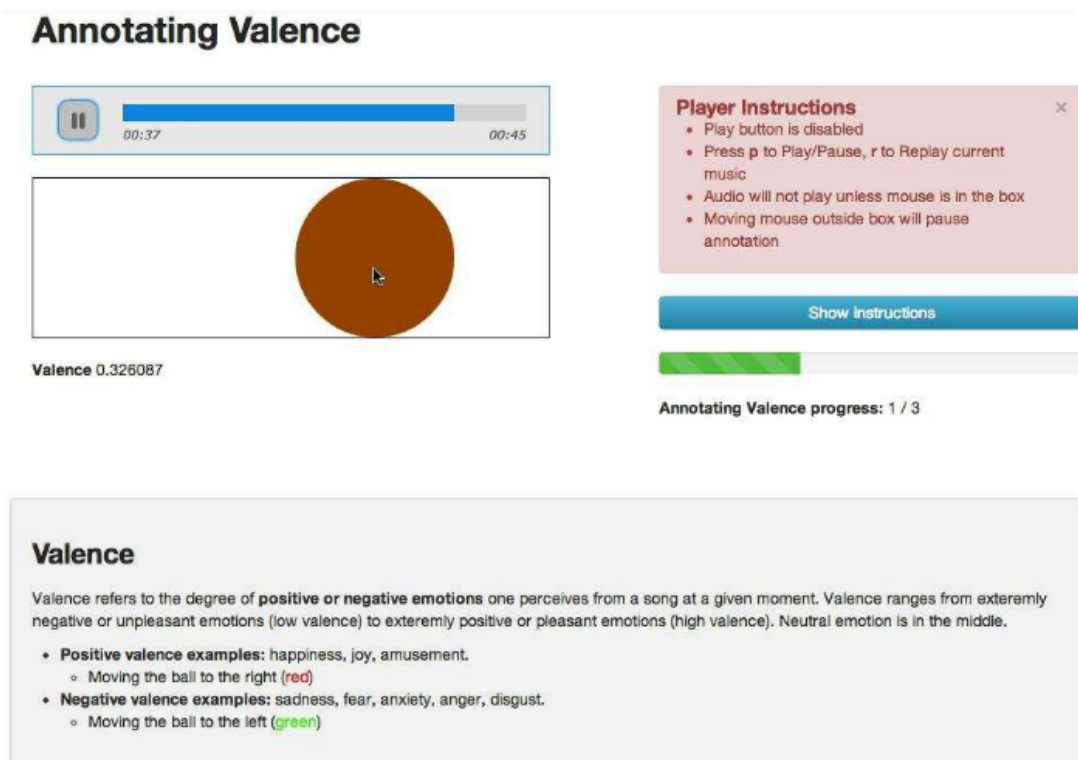 Annotating Valence
00:37
00:45
Player Instructions
×
• Play button is disabled
• Press p to Play/Pause, r to Replay current
music
• Audio will not play unless mouse is in the box
• Moving mouse outside box will pause
annotation
Show instructions
Valence 0.326087
Annotating Valence progress: 1 / 3
Valence
Valence refers to the degree of positive or negative emotions one perceives from a song at a given moment. Valence ranges from exteremly
negative or unpleasant emotions (low valence) to exteremly positive or pleasant emotions (high valence). Neutral emotion is in the middle.
• Positive valence examples: happiness, joy, amusement.
◦ Moving the ball to the right (red)
• Negative valence examples: sadness, fear, anxiety, anger, disgust.
◦ Moving the ball to the left (green)